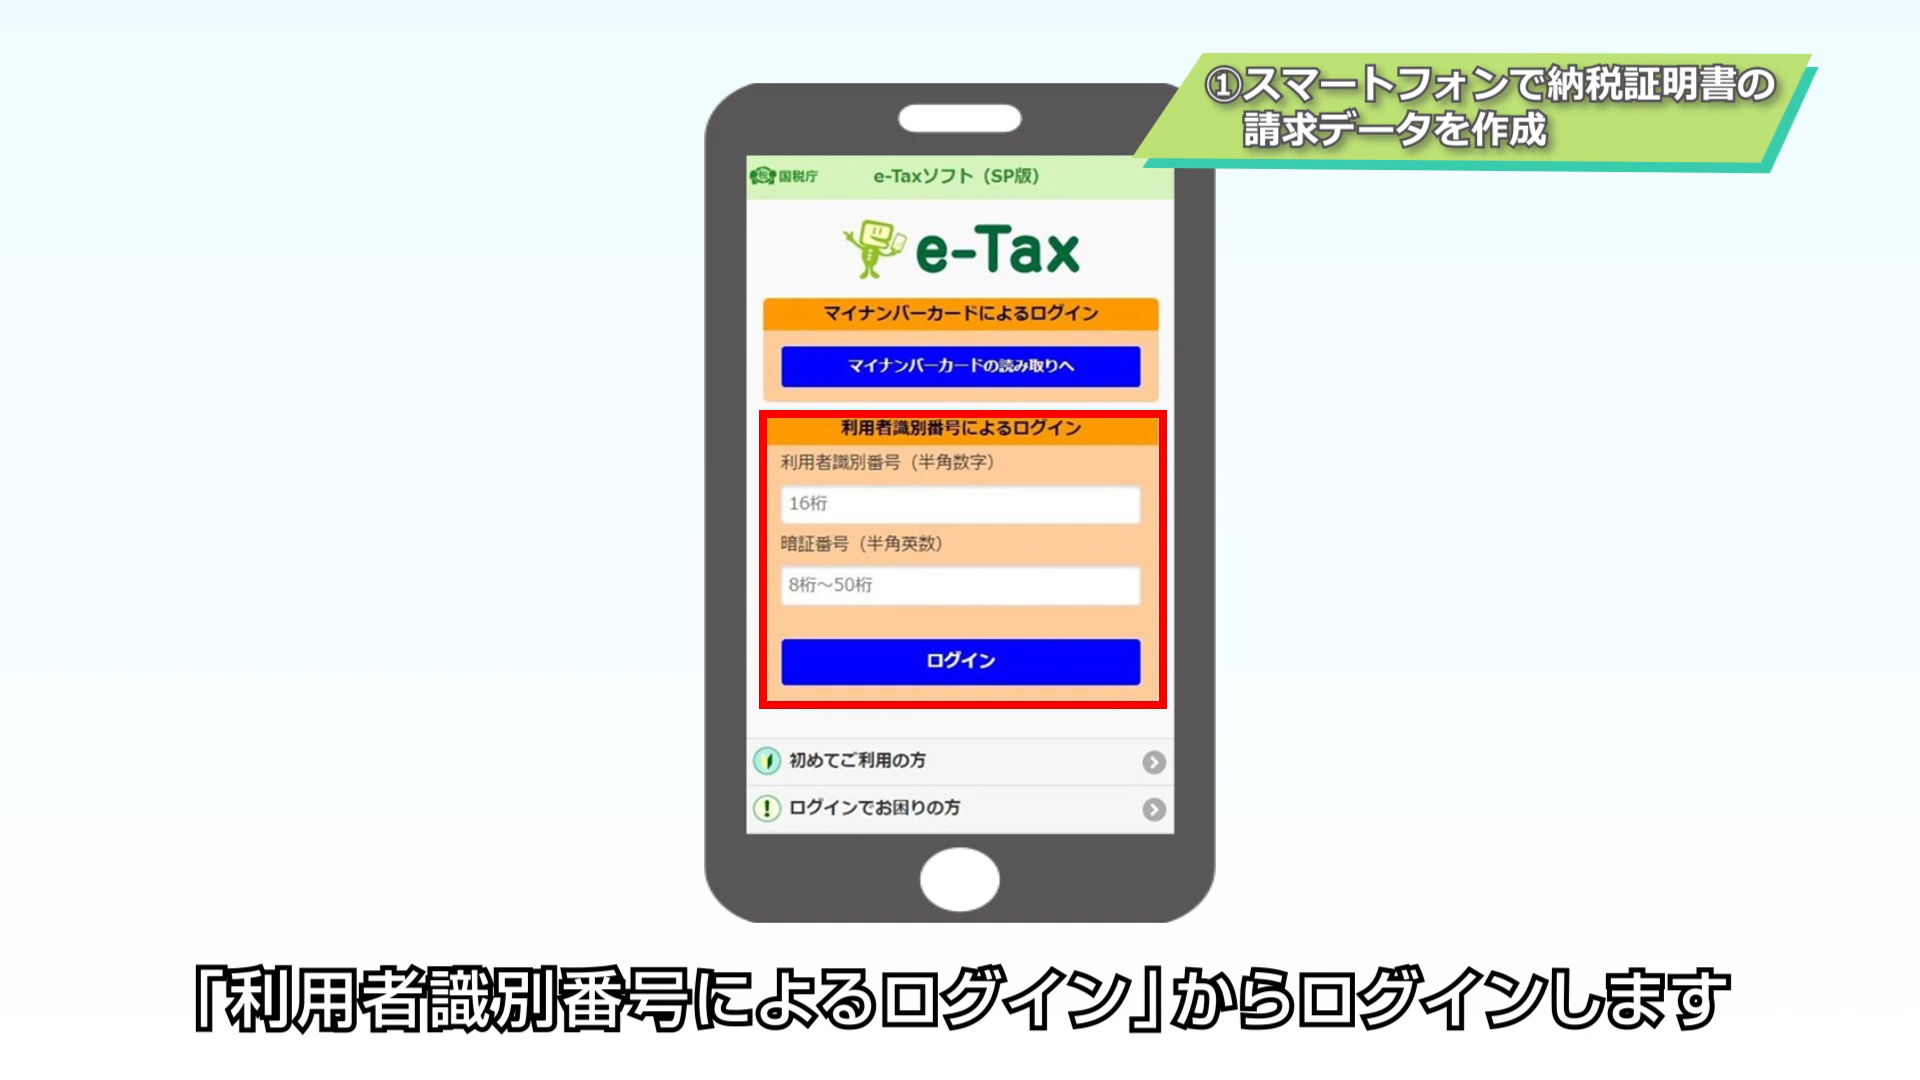 ①スマートフォンで納税証明書の
請求データを作成
税 国税庁
e-Taxソフト（SP版）
e-Tax
マイナンバーカードによるログイン
マイナンバーカードの読み取りへ
利用者識別番号によるログイン
利用者識別番号（半角数字）
16桁
暗証番号（半角英数）
8桁～50桁
ログイン
初めてご利用の方
ログインでお困りの方
「利用者識別番号によるログイン」からログインします